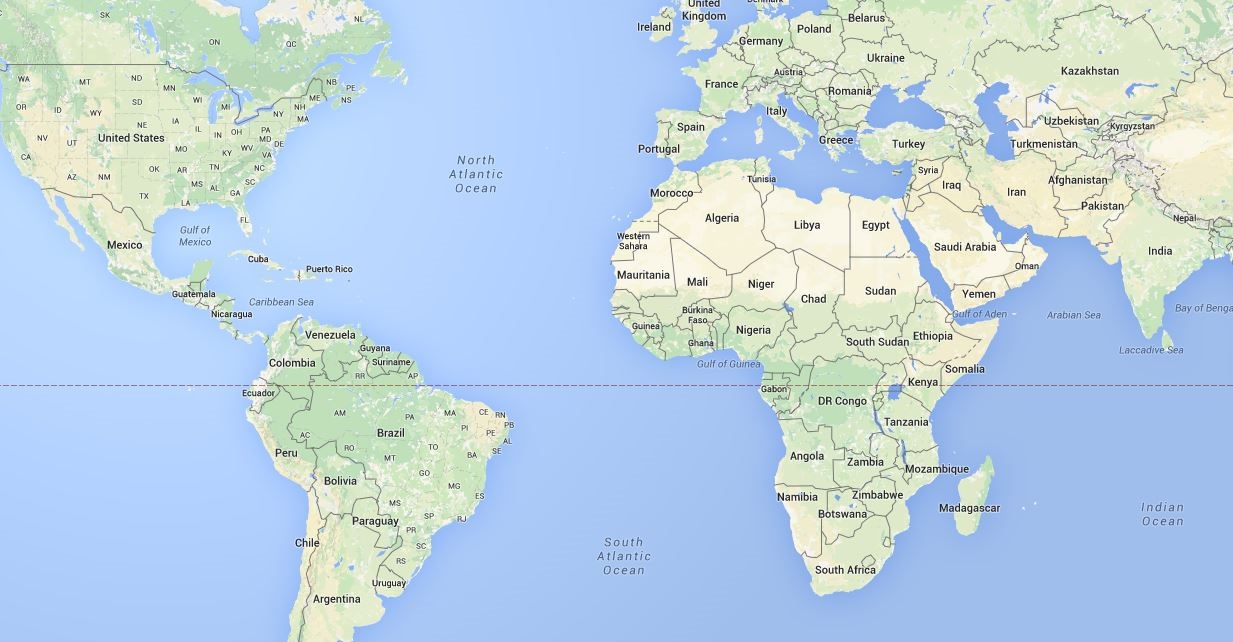 SK
ON
QC
NL
United
Kingdom
Denmark
Ireland
Poland
Belarus
Germany
Ukraine
Kazakhstan
Austria
France
Romania
Italy
WA
MT
ND
MN
WI
MI
NB
PE
ME
NS
OR
ID
WY
SD
NH
MA
NY
IA
NE
IL
IN
OH
PA
MD
DE
NV
UT
United States
MO
KY
WV
VA
CA
AZ
NM
OK
AR
TN
NC
SC
MS
AL
GA
TX
LA
FL
Spain
Portugal
Greece
Turkey
Uzbekistan
Kyrgyzstan
Turkmenistan
North
Atlantic
Ocean
Tunisia
Syria
Iraq
Iran
Afghanistan
Pakistan
Morocco
Algeria
Libya
Egypt
Nepal
Gulf of
Mexico
Mexico
Western
Sahara
Saudi Arabia
India
Cuba
Puerto Rico
Mauritania
Mali
Niger
Chad
Sudan
Oman
Yemen
Guatemala
Caribbean Sea
Nicaragua
Burkina
Faso
Guinea
Ghana
Nigeria
South Sudan
Ethiopia
Gulf of Aden
Arabian Sea
Bay of Benga
Laccadive Sea
Venezuela
Guyana
Suriname
Colombia
RR
AP
Gulf of Guinea
Somalia
Kenya
Ecuador
Gabon
DR Congo
AM
PA
MA
CE
RN
PB
PI
PE
AL
SE
AC
Brazil
TO
BA
Tanzania
Peru
RO
MT
Angola
Zambia
Mozambique
Bolivia
GO
MG
ES
Namibia
Zimbabwe
Botswana
Madagascar
Indian
Ocean
MS
SP
RJ
Paraguay
PR
Chile
SC
South
Atlantic
Ocean
RS
Uruguay
South Africa
Argentina